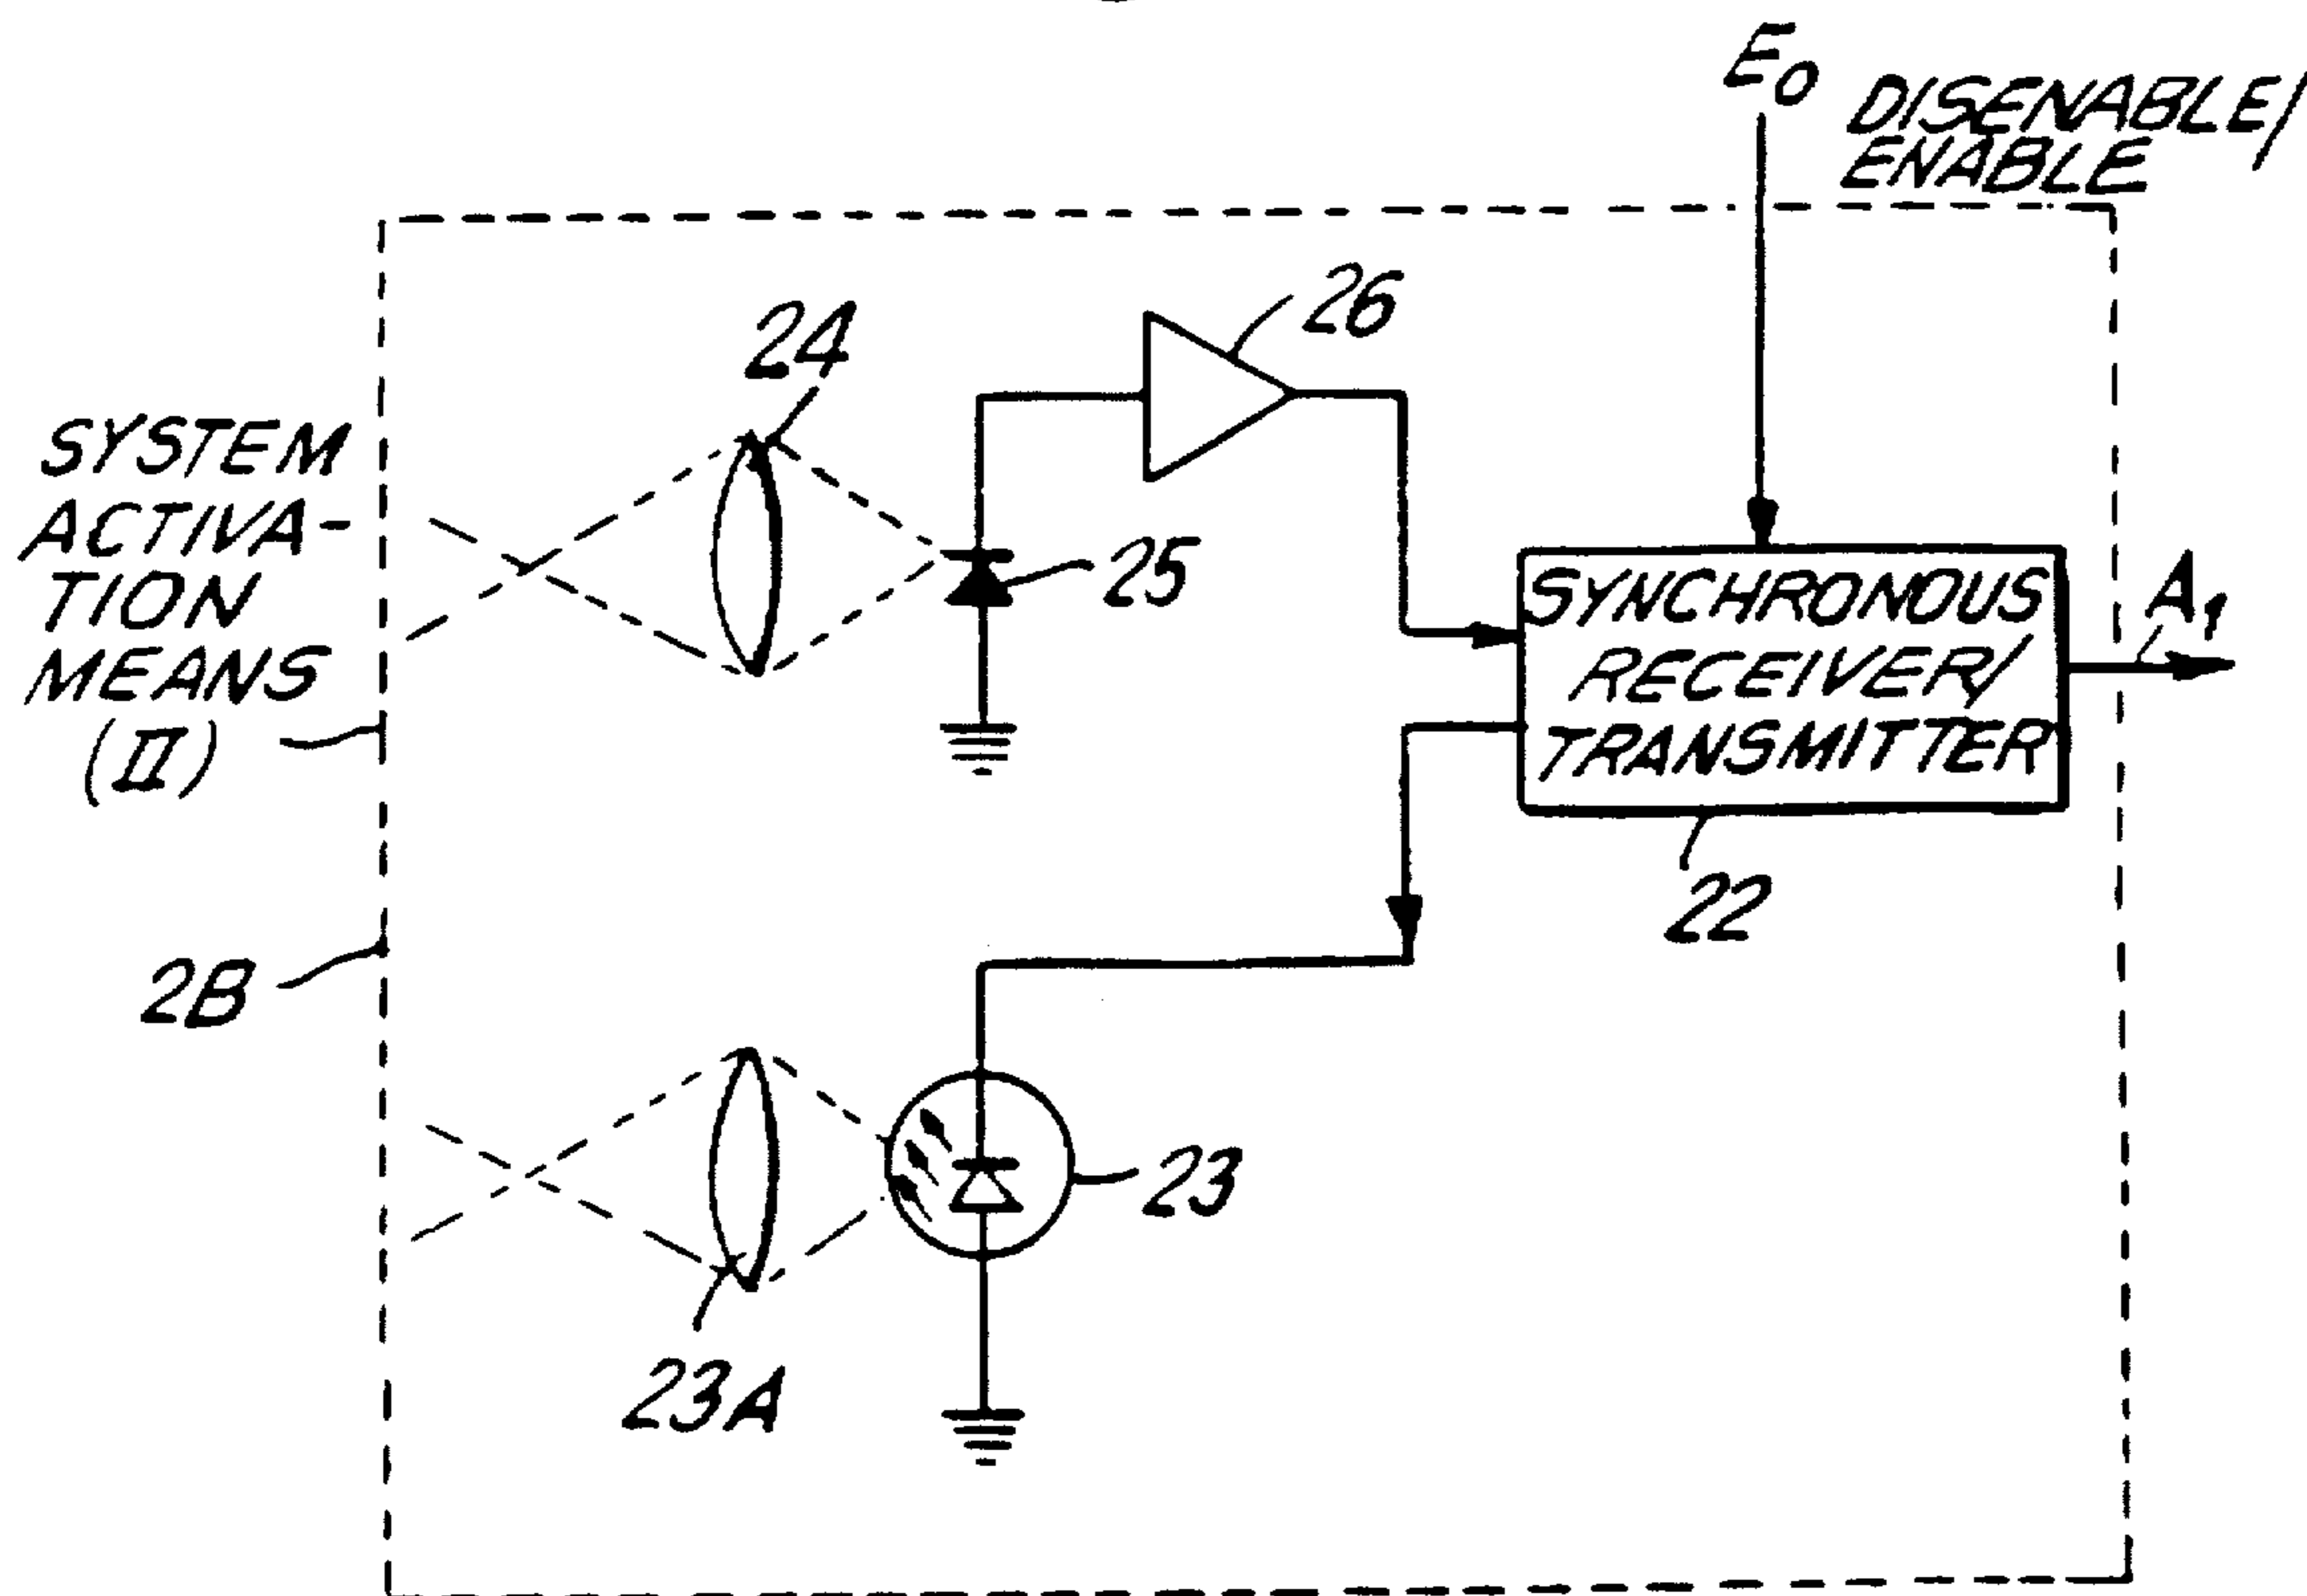 E0 DISENABLE/
ENABLE
26
24
SYSTEM
ACTIVA-
TION
MEANS
(II)
25
SYNCHRONOUS
RECEIVER/
TRANSMITTER
A1
22
2B
23
23A